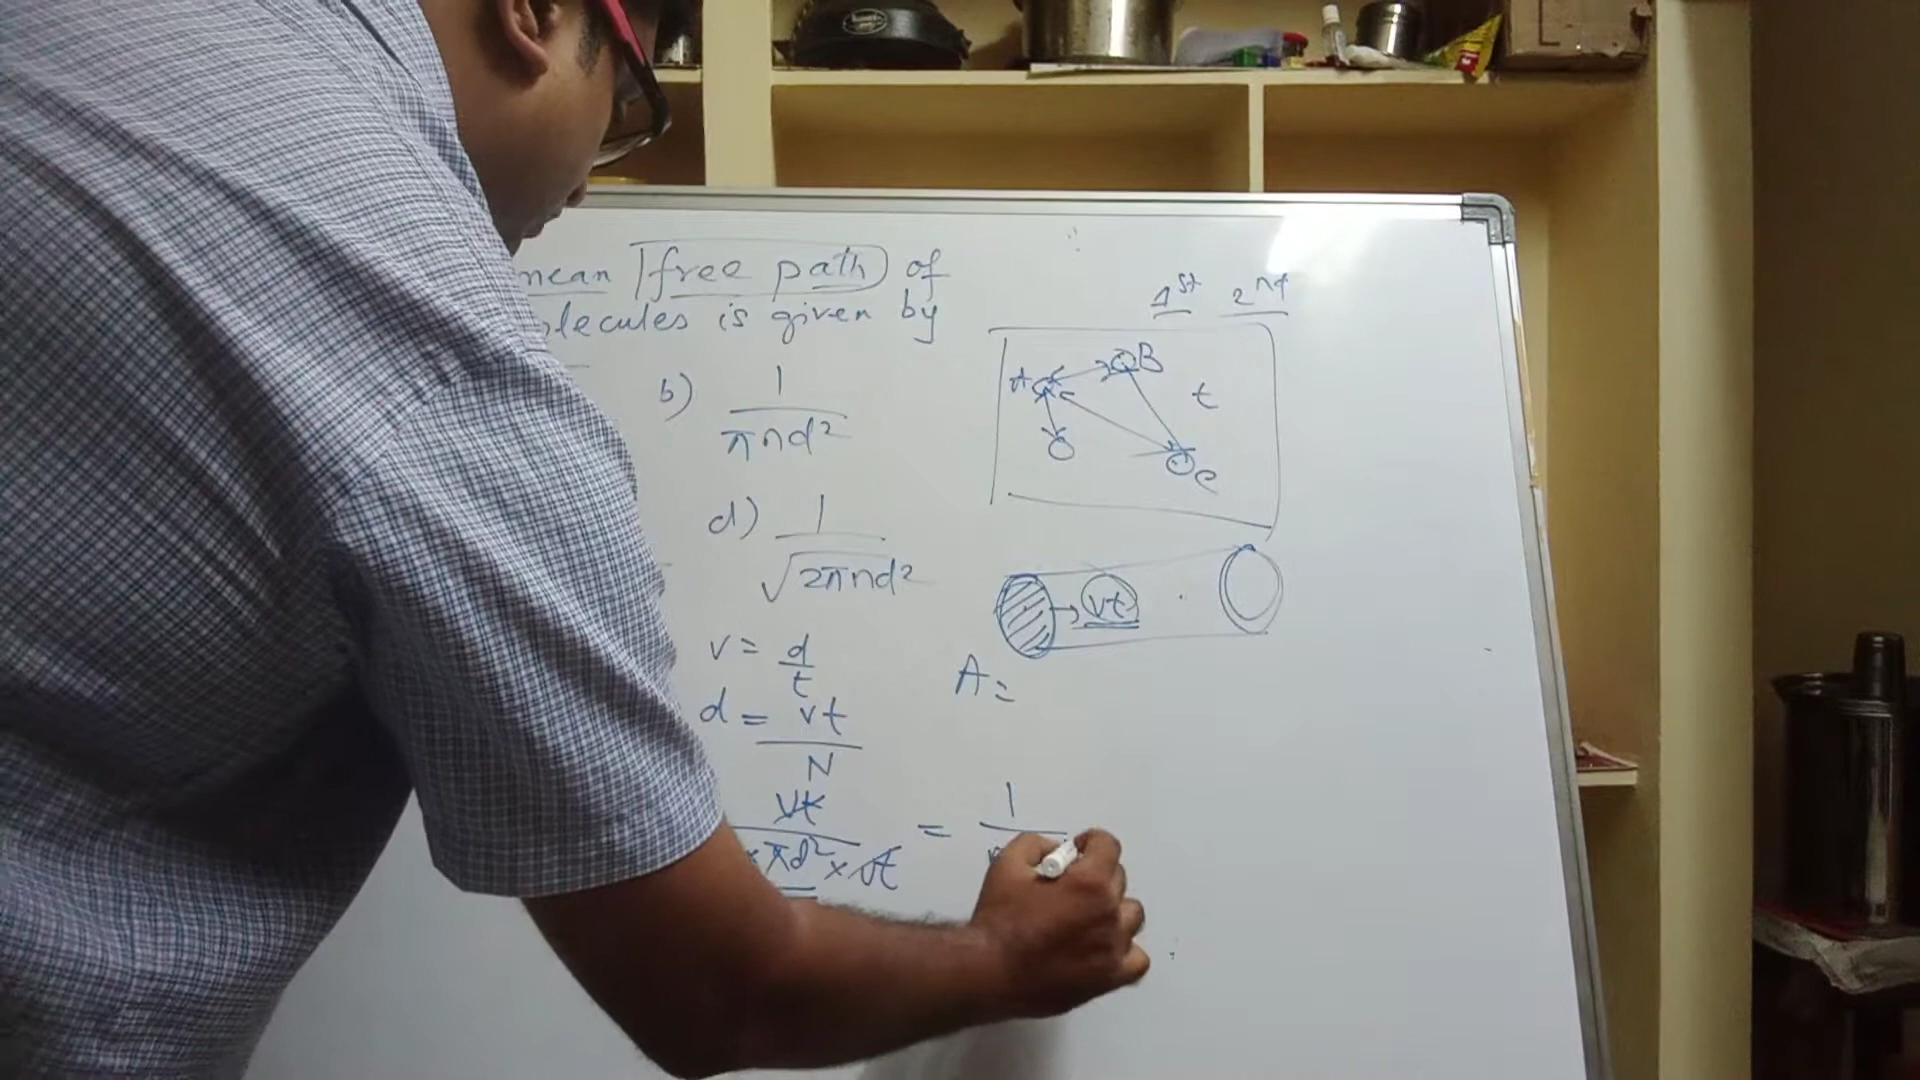 mean free path of
molecules is given by
b) 1
πnd²
d) 1
√2πnd²
v = d
t
d = vt
N
vt
× πd² × vt
= 1
n
1st 2nd
A B
t
C
vt
A =